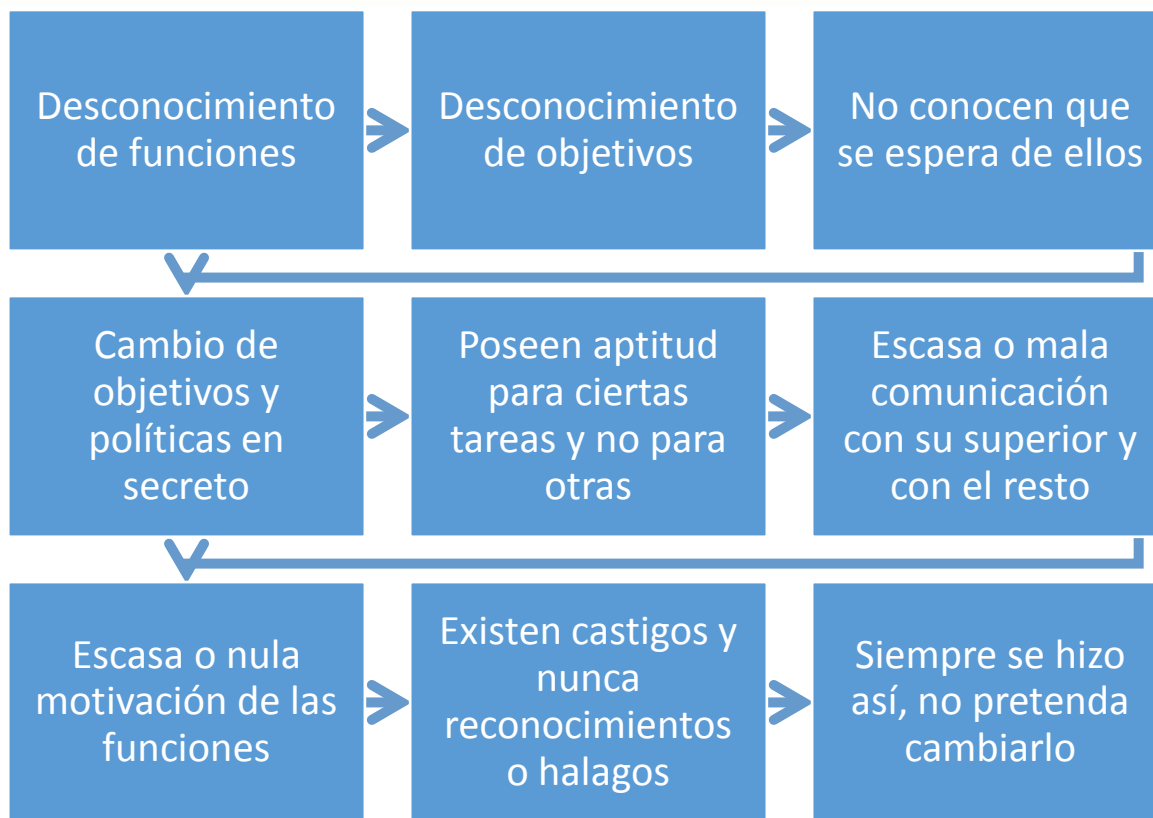 Desconocimiento
de funciones
Desconocimiento
de objetivos
No conocen que
se espera de ellos
Cambio de
objetivos y
políticas en
secreto
Poseen aptitud
para ciertas
tareas y no para
otras
Escasa o mala
comunicación
con su superior y
con el resto
Escasa o nula
motivación de las
funciones
Existen castigos y
nunca
reconocimientos
o halagos
Siempre se hizo
así, no pretenda
cambiarlo